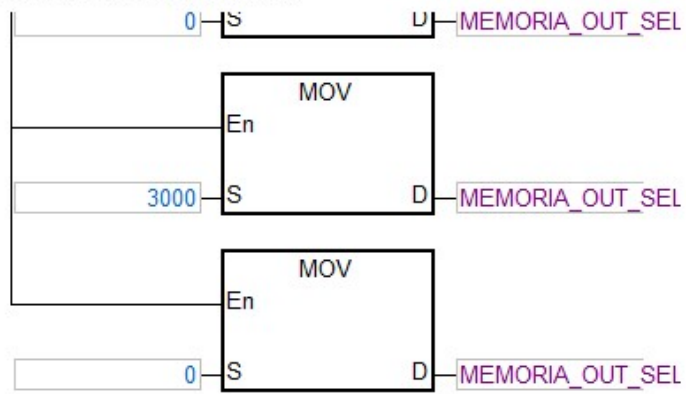 0 S D MEMORIA_OUT_SEL
MOV
En
3000 S D MEMORIA_OUT_SEL
MOV
En
0 S D MEMORIA_OUT_SEL